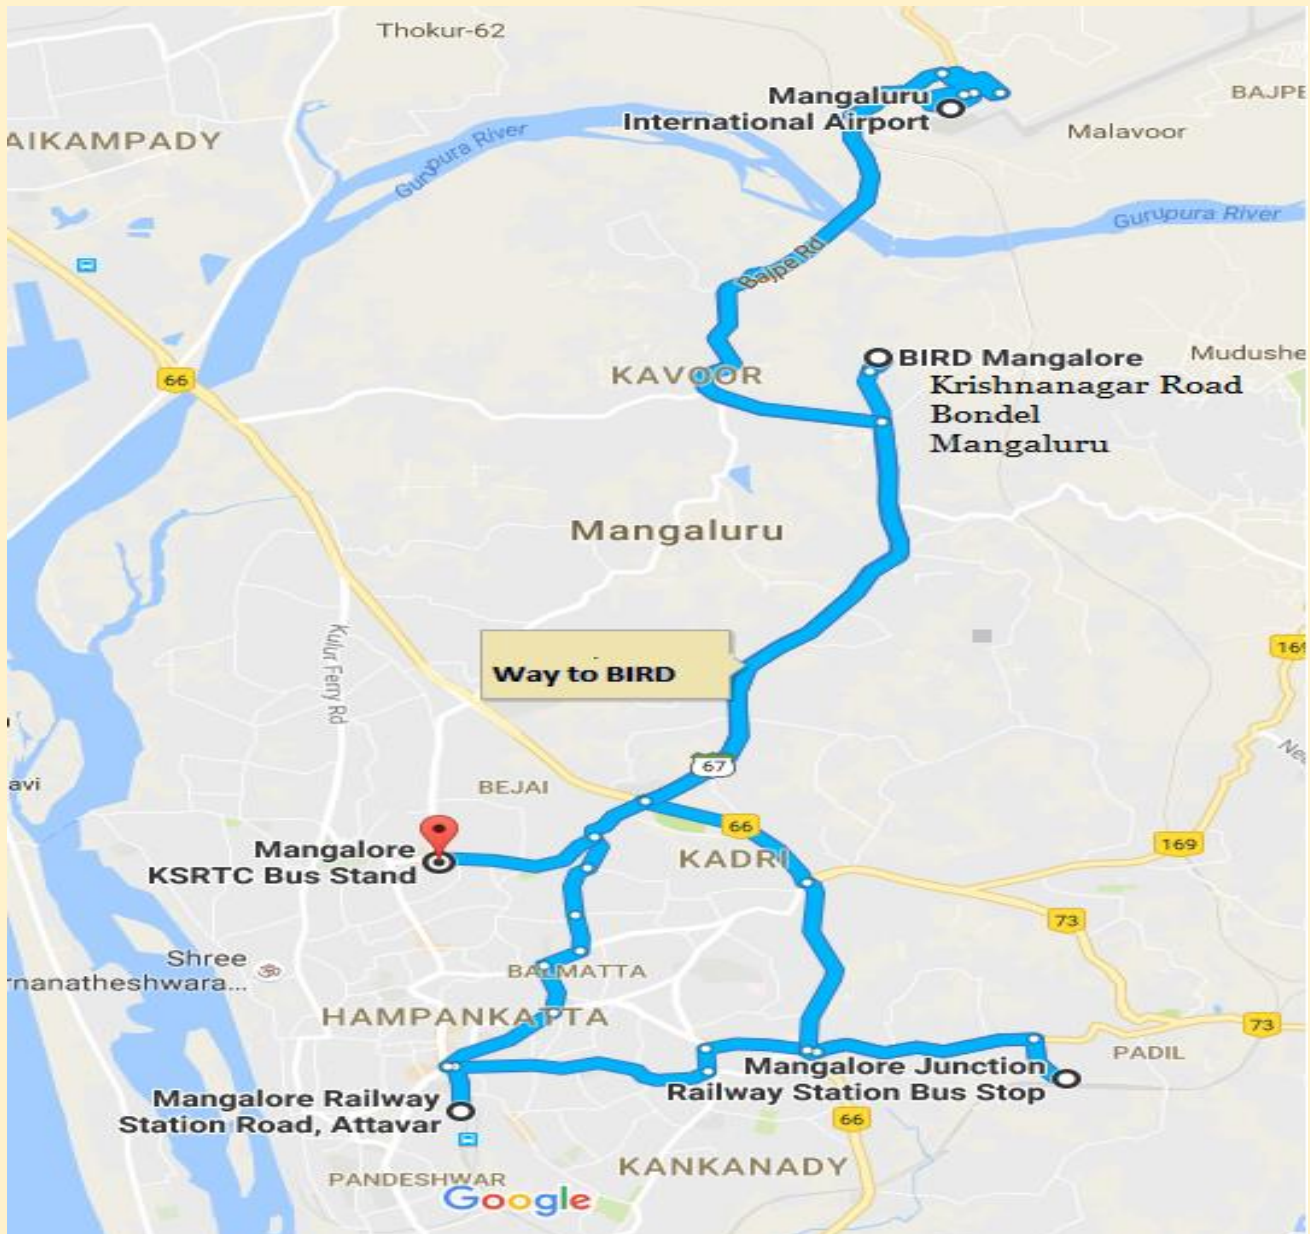 Thokur-62
Mangaluru
International Airport
BAJPE
Malavoor
AIKAMPADY
Gurupura River
Gurupura River
Bajpe Rd
BIRD Mangalore
Krishnanagar Road
Bondel
Mangaluru
Mudushe
KAVOOR
66
Mangaluru
Kulur Ferry Rd
Way to BIRD
169
67
Nee
BEJAI
avi
66
Mangalore
KSRTC Bus Stand
KADRI
169
73
Shree
rnanatheshwara...
BALMATTA
HAMPANKATTA
73
PADIL
Mangalore Junction
Railway Station Bus Stop
Mangalore Railway
Station Road, Attavar
66
KANKANADY
PANDESHWAR
Google